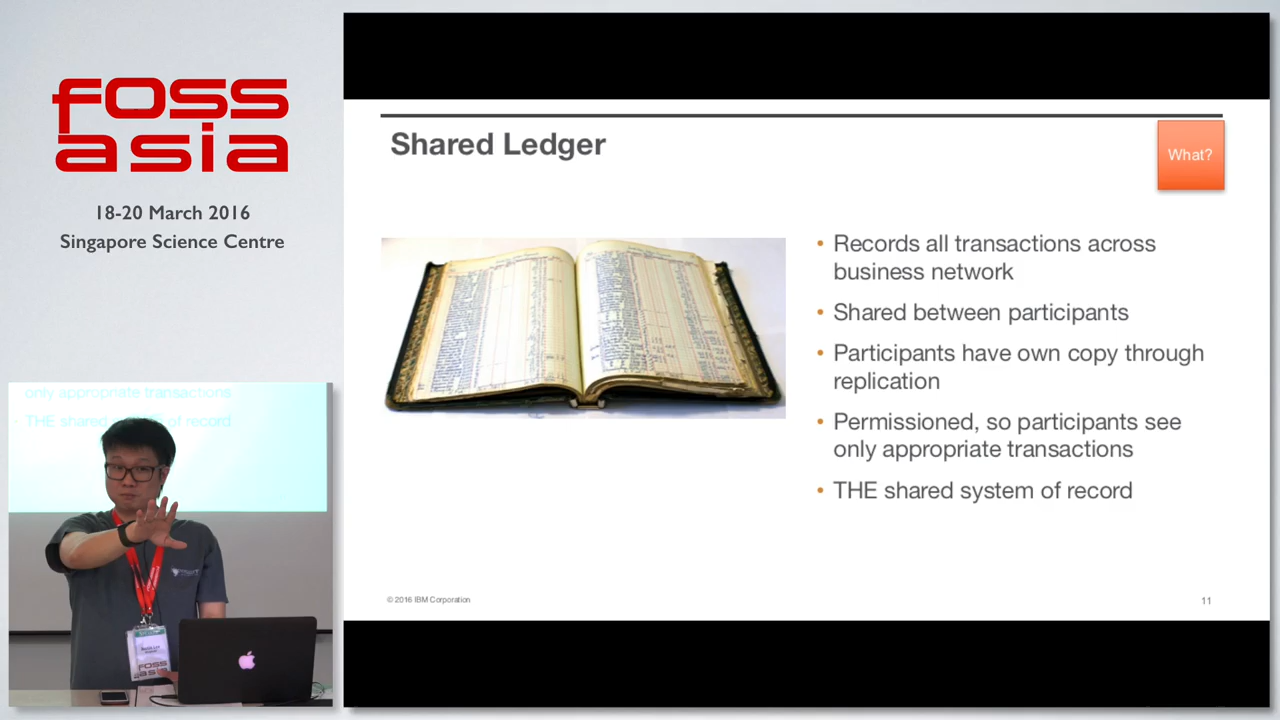 foss
asia
18-20 March 2016
Singapore Science Centre
Shared Ledger
What?
• Records all transactions across
business network
• Shared between participants
• Participants have own copy through
replication
• Permissioned, so participants see
only appropriate transactions
• THE shared system of record
© 2016 IBM Corporation
11
only appropriate transactions
THE shared of record
FOSS
asia